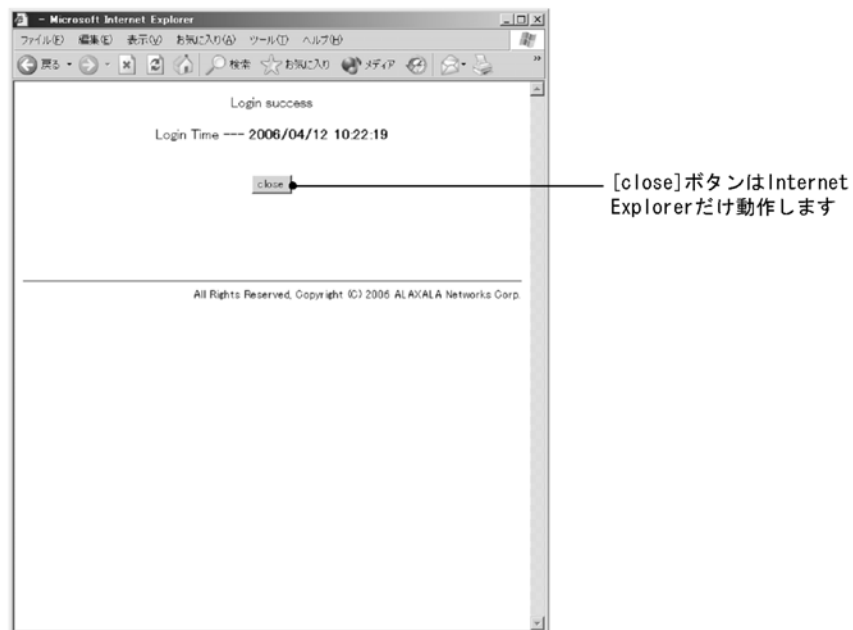 - Microsoft Internet Explorer
ファイル(F) 編集(E) 表示(V) お気に入り(A) ツール(T) ヘルプ(H)
戻る 検索 お気に入り メディア
Login success
Login Time --- 2006/04/12 10:22:19
close
[close]ボタンはInternet
Explorerだけ動作します
All Rights Reserved, Copyright (C) 2006 ALAXALA Networks Corp.